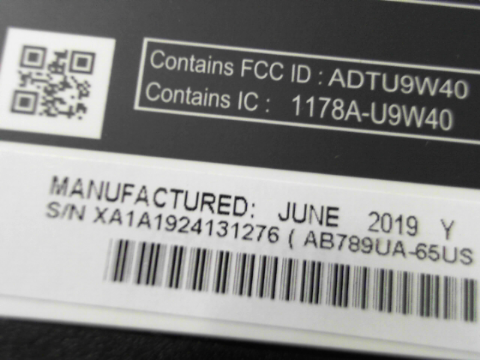 Contains FCC ID : ADTU9W40
Contains IC : 1178A-U9W40
MANUFACTURED: JUNE 2019 Y
S/N XA1A1924131276 ( AB789UA-65US